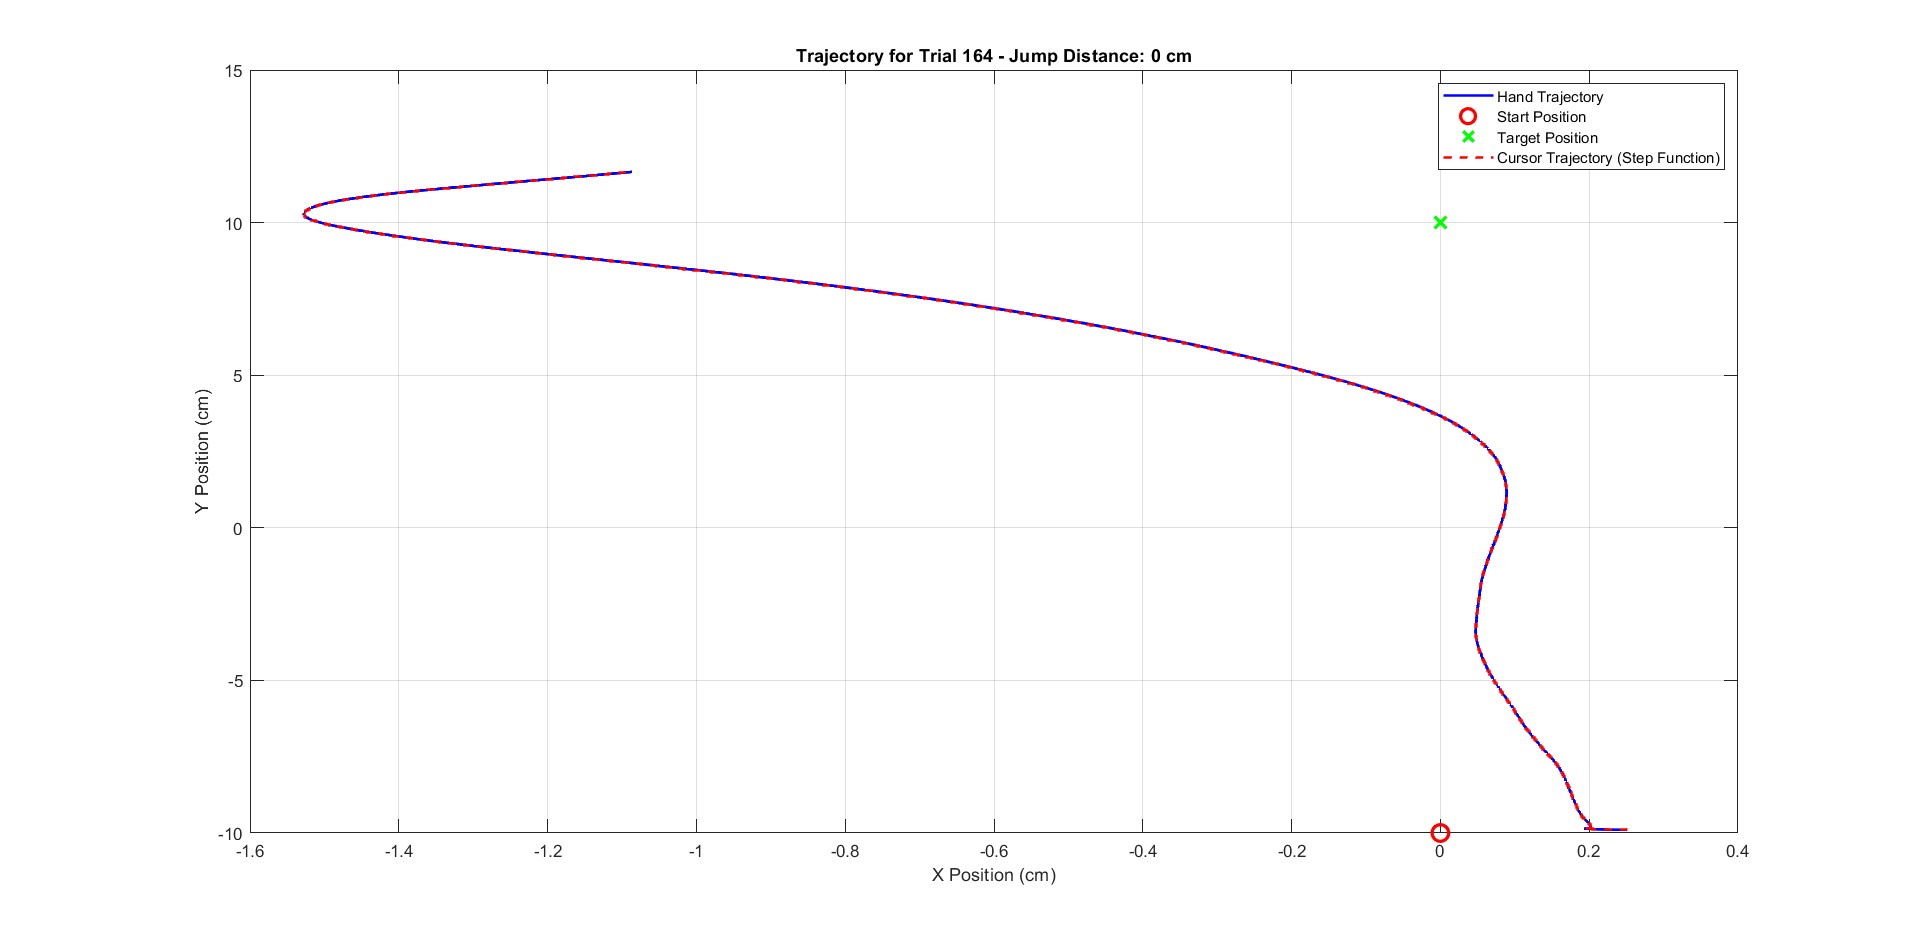 Trajectory for Trial 164 - Jump Distance: 0 cm
15
10
5
0
-5
-10
Y Position (cm)
Hand Trajectory
Start Position
Target Position
Cursor Trajectory (Step Function)
-1.6 -1.4 -1.2 -1 -0.8 -0.6 -0.4 -0.2 0 0.2 0.4
X Position (cm)